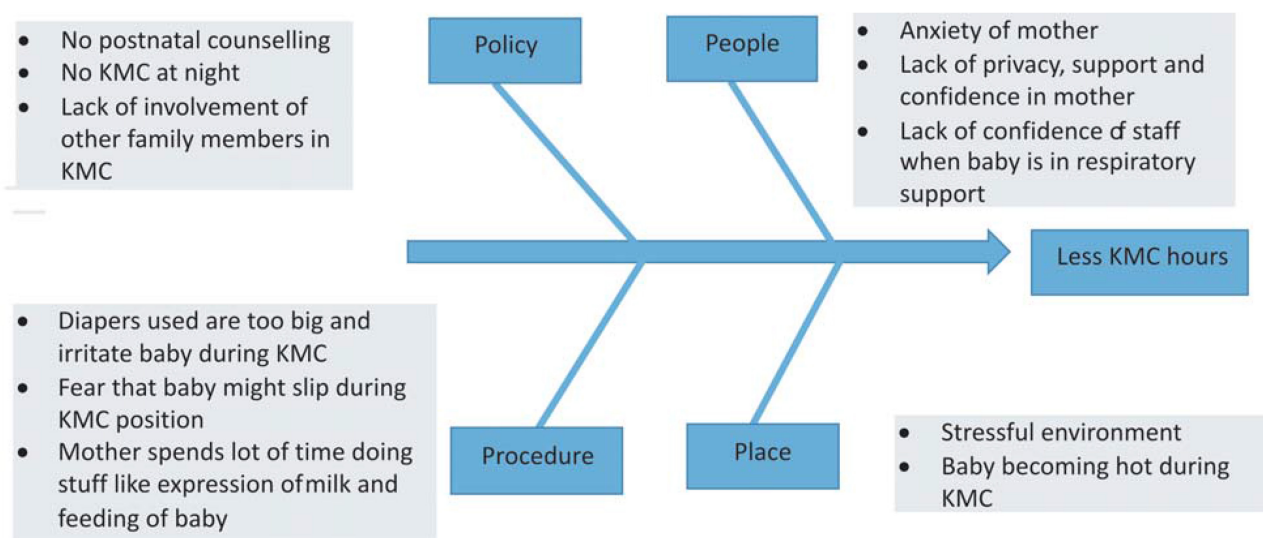 • No postnatal counselling
• No KMC at night
• Lack of involvement of
other family members in
KMC
Policy
People
• Anxiety of mother
• Lack of privacy, support and
confidence in mother
• Lack of confidence of staff
when baby is in respiratory
support
Less KMC hours
• Diapers used are too big and
irritate baby during KMC
• Fear that baby might slip during
KMC position
• Mother spends lot of time doing
stuff like expression of milk and
feeding of baby
Procedure
Place
• Stressful environment
• Baby becoming hot during
KMC